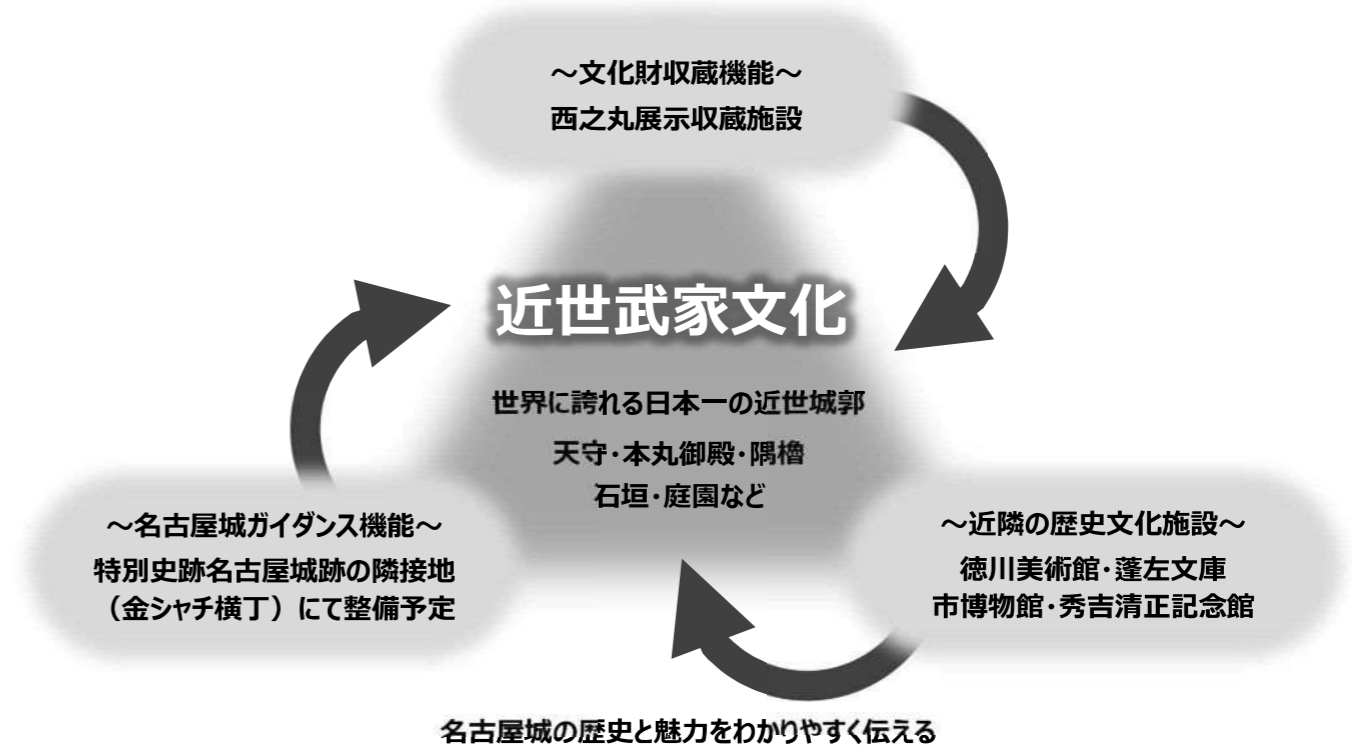 ～文化財収蔵機能～
西之丸展示収蔵施設
近世武家文化
世界に誇れる日本一の近世城郭
天守・本丸御殿・隅櫓
石垣・庭園など
～名古屋城ガイダンス機能～
特別史跡名古屋城跡の隣接地
（金シャチ横丁）にて整備予定
～近隣の歴史文化施設～
徳川美術館・蓬左文庫
市博物館・秀吉清正記念館
名古屋城の歴史と魅力をわかりやすく伝える